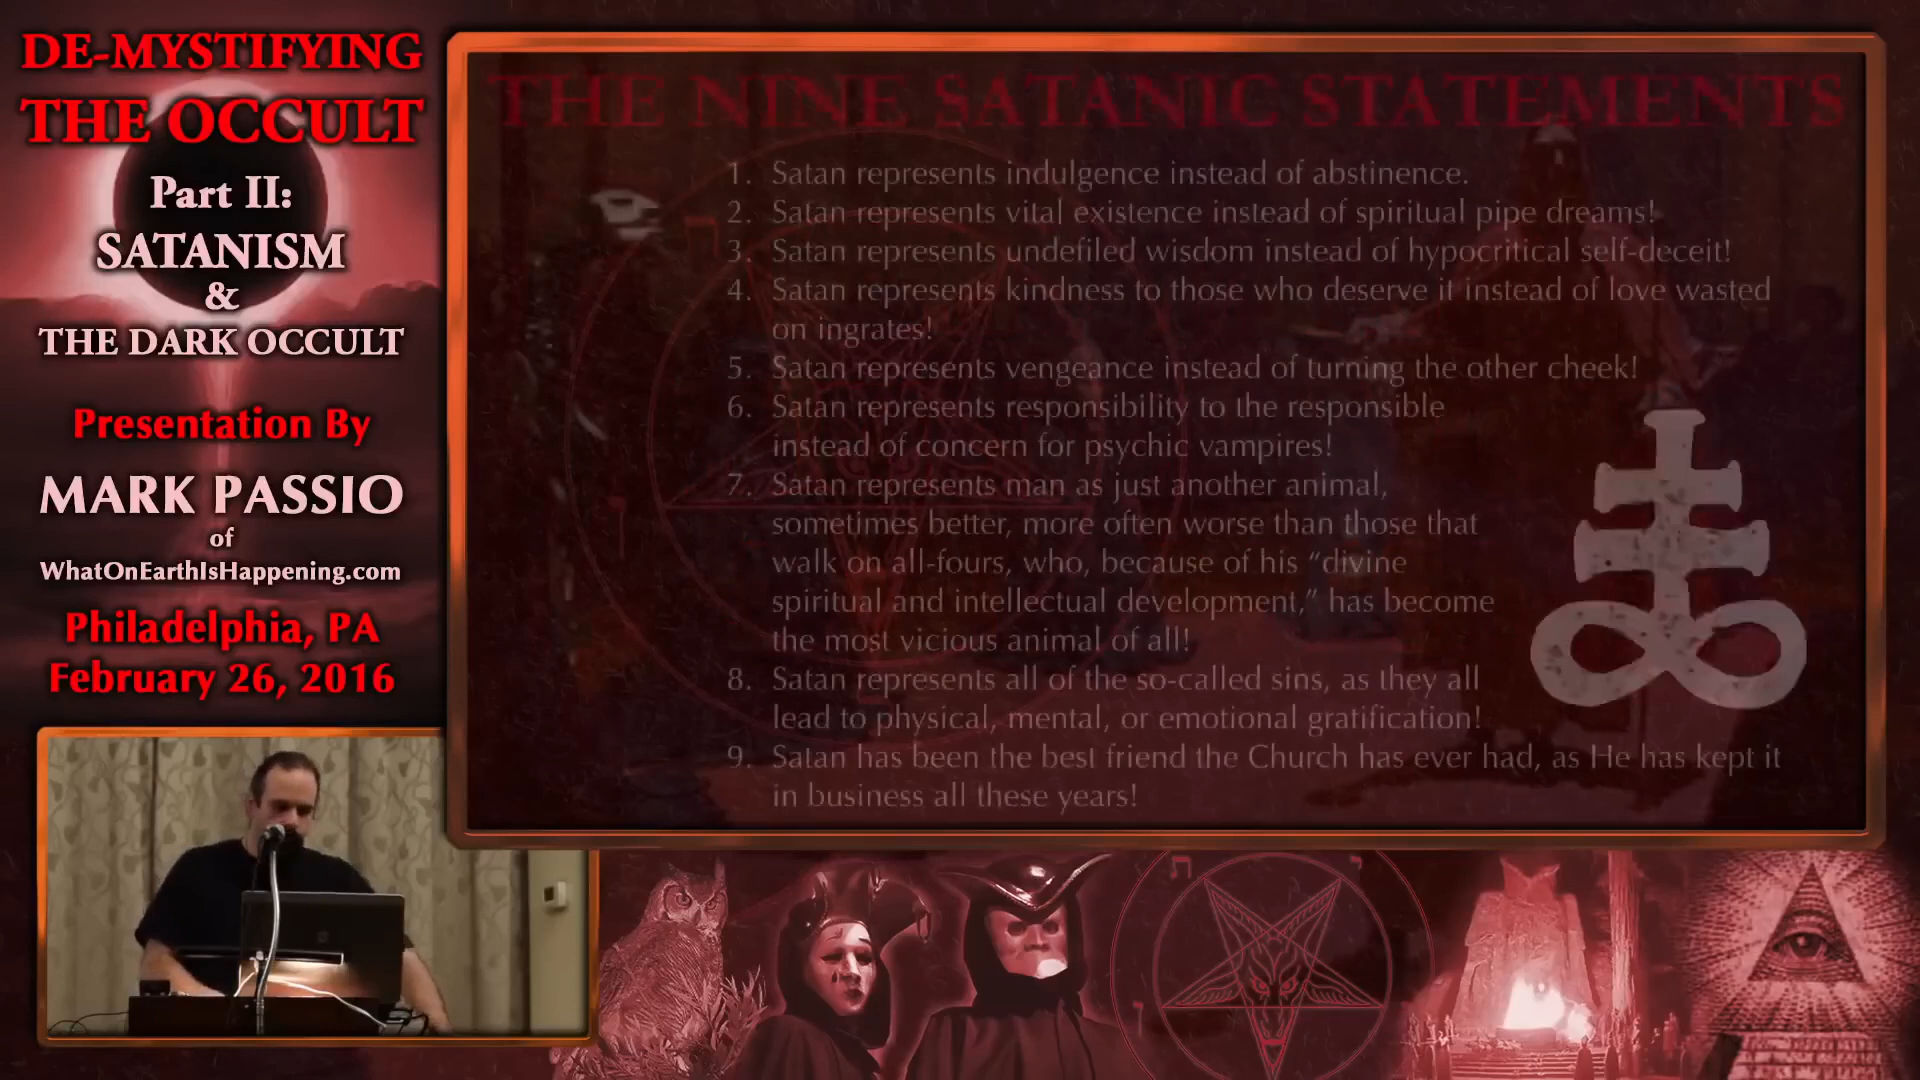 DE-MYSTIFYING
THE OCCULT
Part II:
SATANISM
&
THE DARK OCCULT
Presentation By
MARK PASSIO
of
WhatOnEarthIsHappening.com
Philadelphia, PA
February 26, 2016
THE NINE SATANIC STATEMENTS
1. Satan represents indulgence instead of abstinence.
2. Satan represents vital existence instead of spiritual pipe dreams!
3. Satan represents undefiled wisdom instead of hypocritical self-deceit!
4. Satan represents kindness to those who deserve it instead of love wasted
on ingrates!
5. Satan represents vengeance instead of turning the other cheek!
6. Satan represents responsibility to the responsible
instead of concern for psychic vampires!
7. Satan represents man as just another animal,
sometimes better, more often worse than those that
walk on all-fours, who, because of his “divine
spiritual and intellectual development,” has become
the most vicious animal of all!
8. Satan represents all of the so-called sins, as they all
lead to physical, mental, or emotional gratification!
9. Satan has been the best friend the Church has ever had, as He has kept it
in business all these years!